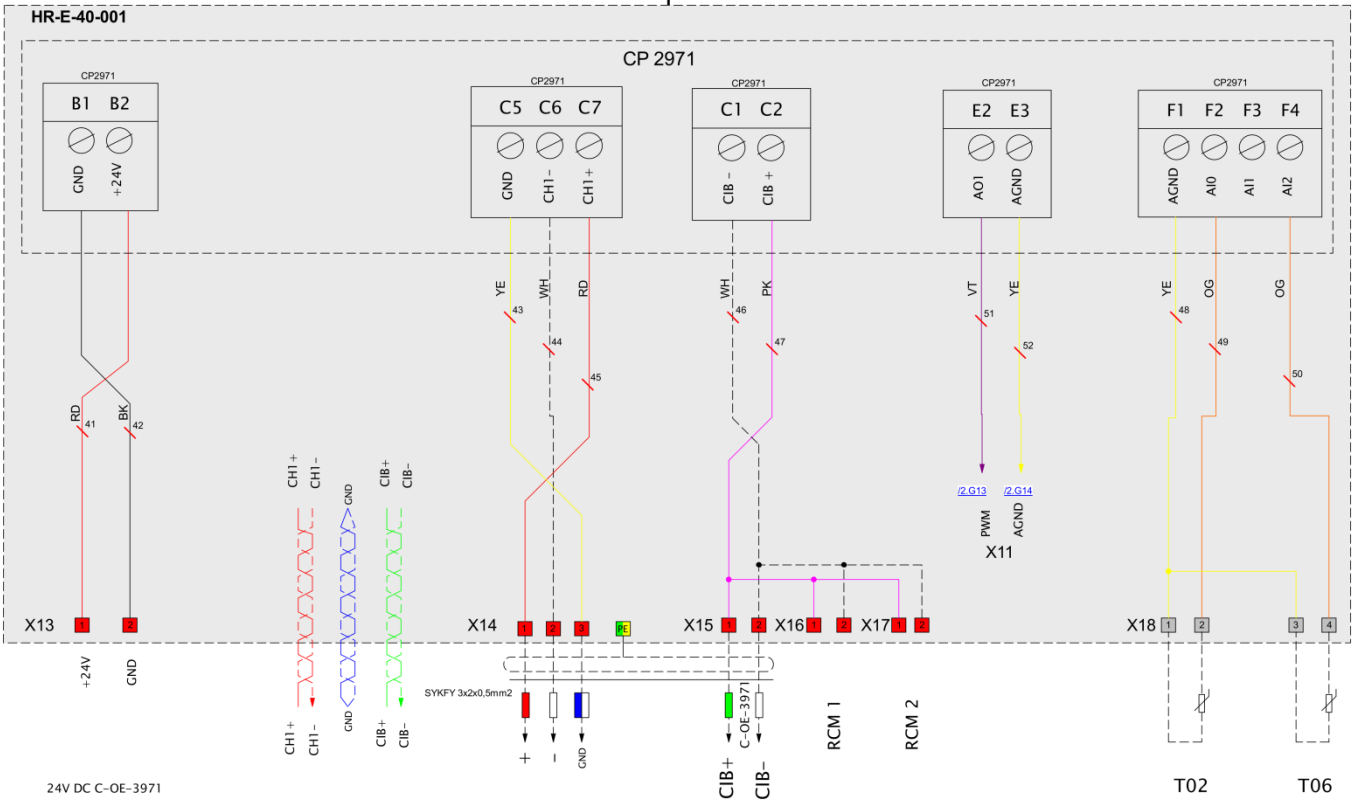 HR-E-40-001
CP 2971
CP2971
B1 B2
GND
+24V
CP2971
C5 C6 C7
GND
CH1-
CH1+
CP2971
C1 C2
CIB -
CIB +
CP2971
E2 E3
AO1
AGND
CP2971
F1 F2 F3 F4
AGND
AI0
AI1
AI2
YE
43
WH
44
RD
45
WH
46
PK
47
VT
51
YE
52
YE
48
OG
49
OG
50
RD
41
BK
42
CH1+
CH1-
GND
CIB+
CIB-
/2.G13
/2.G14
PWM
AGND
X11
X13 1 2
X14 1 2 3 PE
X15 1 2
X16 1 2
X17 1 2
X18 1 2 3 4
+24V
GND
SYKFY 3x2x0,5mm2
C-OE-3971
CH1+
CH1-
GND
CIB+
CIB-
+
-
GND
CIB+
CIB-
RCM 1
RCM 2
T02
T06
24V DC C-OE-3971